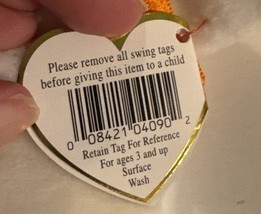 Please remove all swing tags
before giving this item to a child
0 08421 04090 2
Retain Tag For Reference
For ages 3 and up
Surface
Wash